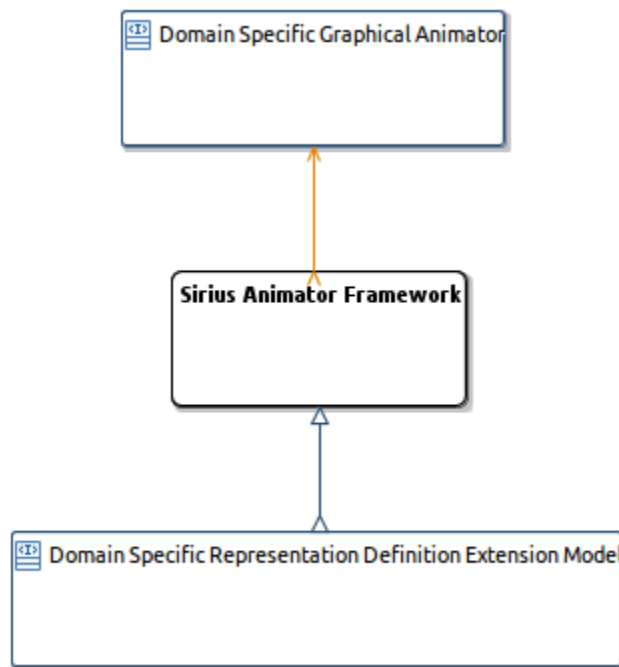 <I> Domain Specific Graphical Animator
Sirius Animator Framework
<I> Domain Specific Representation Definition Extension Model